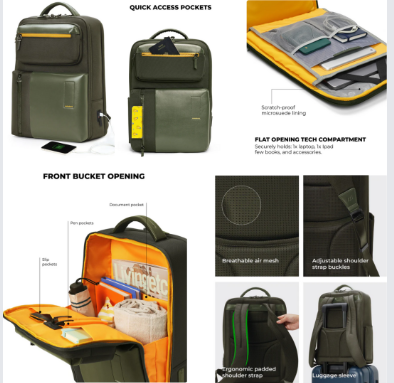 QUICK ACCESS POCKETS
Scratch-proof
microsuede lining
FLAT OPENING TECH COMPARTMENT
Securely holds: 1x laptop, 1x Ipad
few books, and accessories.
FRONT BUCKET OPENING
Document pocket
Pen pockets
Slip
pockets
Breathable air mesh
Adjustable shoulder
strap buckles
Ergonomic padded
shoulder strap
Luggage sleeve